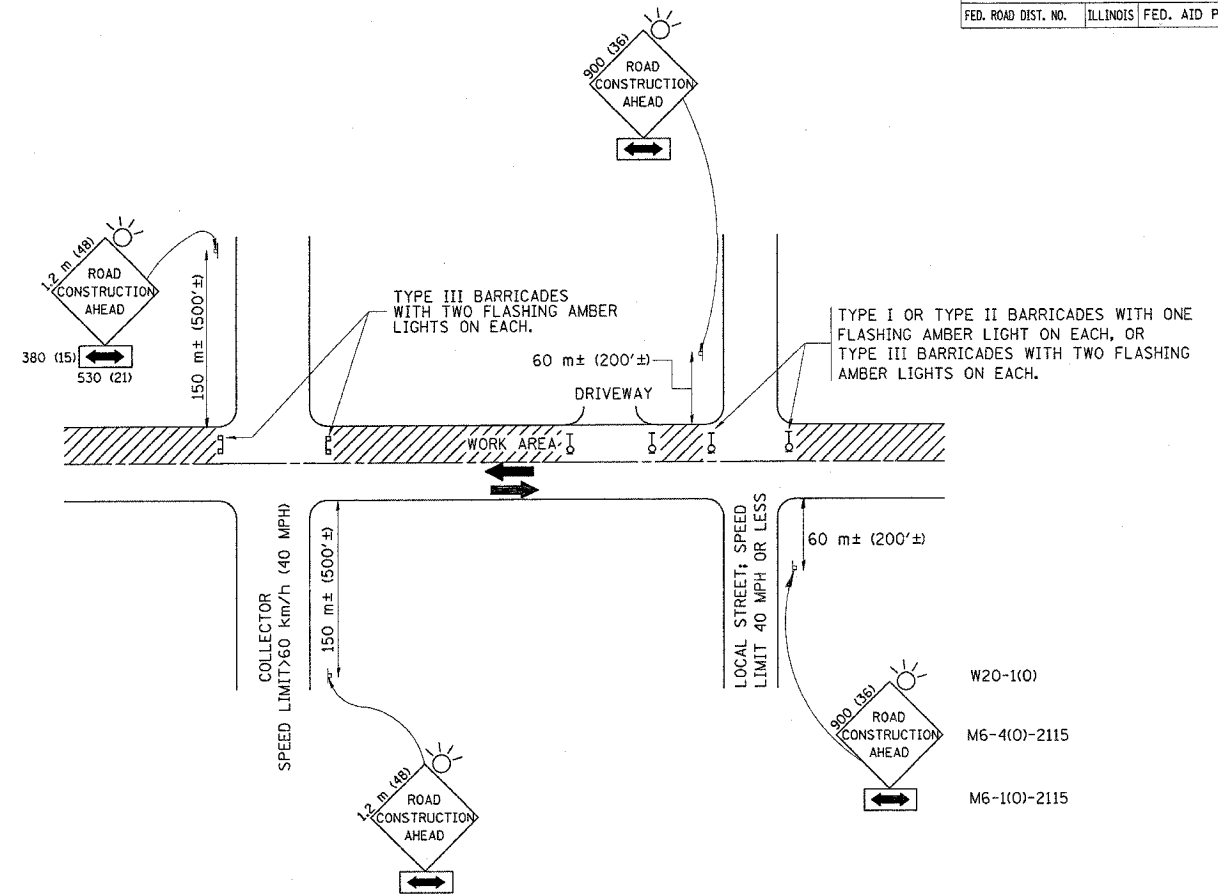 FED. ROAD DIST. NO. ILLINOIS FED. AID P
900 (36)
ROAD
CONSTRUCTION
AHEAD
1.2 m (48)
ROAD
CONSTRUCTION
AHEAD
380 (15)
530 (21)
150 m± (500'±)
TYPE III BARRICADES
WITH TWO FLASHING AMBER
LIGHTS ON EACH.
60 m± (200'±)
DRIVEWAY
TYPE I OR TYPE II BARRICADES WITH ONE
FLASHING AMBER LIGHT ON EACH, OR
TYPE III BARRICADES WITH TWO FLASHING
AMBER LIGHTS ON EACH.
WORK AREA
COLLECTOR
SPEED LIMIT>60 km/h (40 MPH)
150 m± (500'±)
LOCAL STREET; SPEED
LIMIT 40 MPH OR LESS
60 m± (200'±)
1.2 m (48)
ROAD
CONSTRUCTION
AHEAD
900 (36)
ROAD
CONSTRUCTION
AHEAD
W20-1(O)
M6-4(O)-2115
M6-1(O)-2115